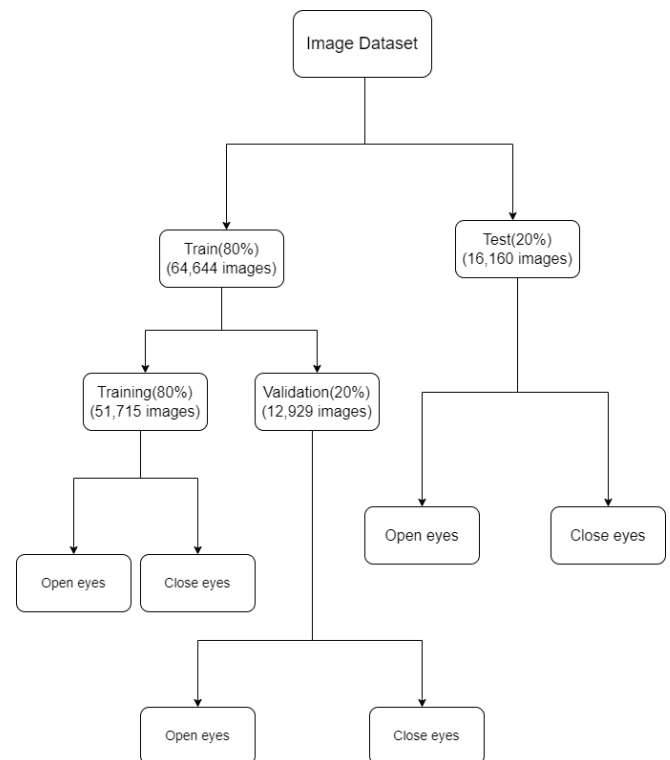 Image Dataset
Train(80%)
(64,644 images)
Test(20%)
(16,160 images)
Training(80%)
(51,715 images)
Validation(20%)
(12,929 images)
Open eyes
Close eyes
Open eyes
Close eyes
Open eyes
Close eyes